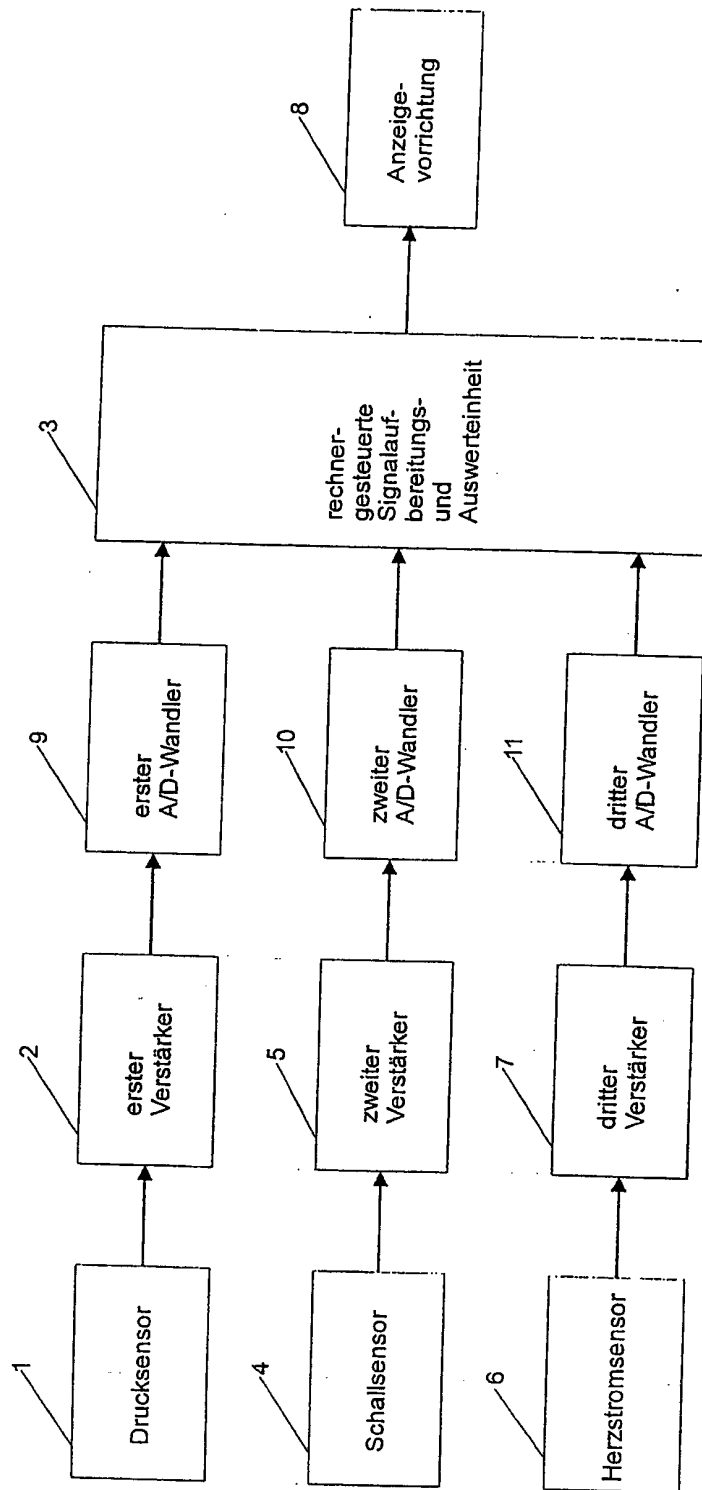 1
Drucksensor
2
erster
Verstärker
9
erster
A/D-Wandler
3
rechner-
gesteuerte
Signalauf-
bereitungs-
und
Auswerteinheit
8
Anzeige-
vorrichtung
4
Schallsensor
5
zweiter
Verstärker
10
zweiter
A/D-Wandler
6
Herzstromsensor
7
dritter
Verstärker
11
dritter
A/D-Wandler